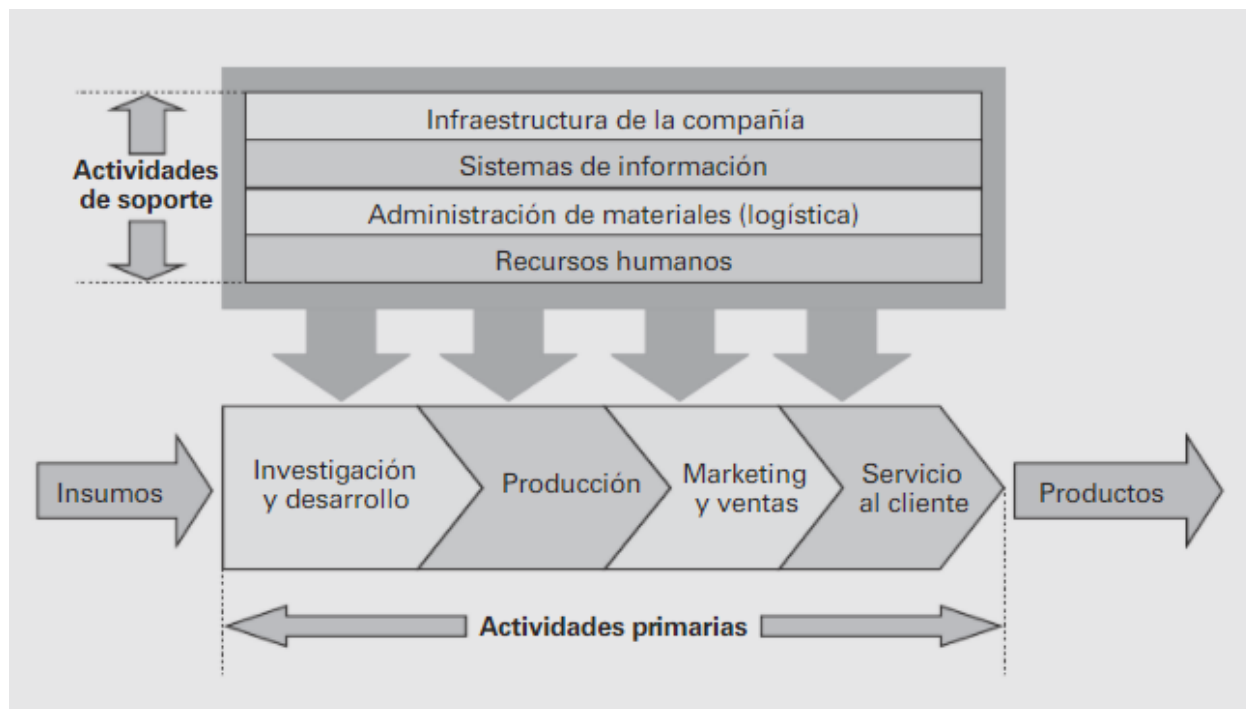 Infraestructura de la compañía
Sistemas de información
Administración de materiales (logística)
Recursos humanos
Actividades
de soporte
Insumos
Investigación
y desarrollo
Producción
Marketing
y ventas
Servicio
al cliente
Productos
Actividades primarias